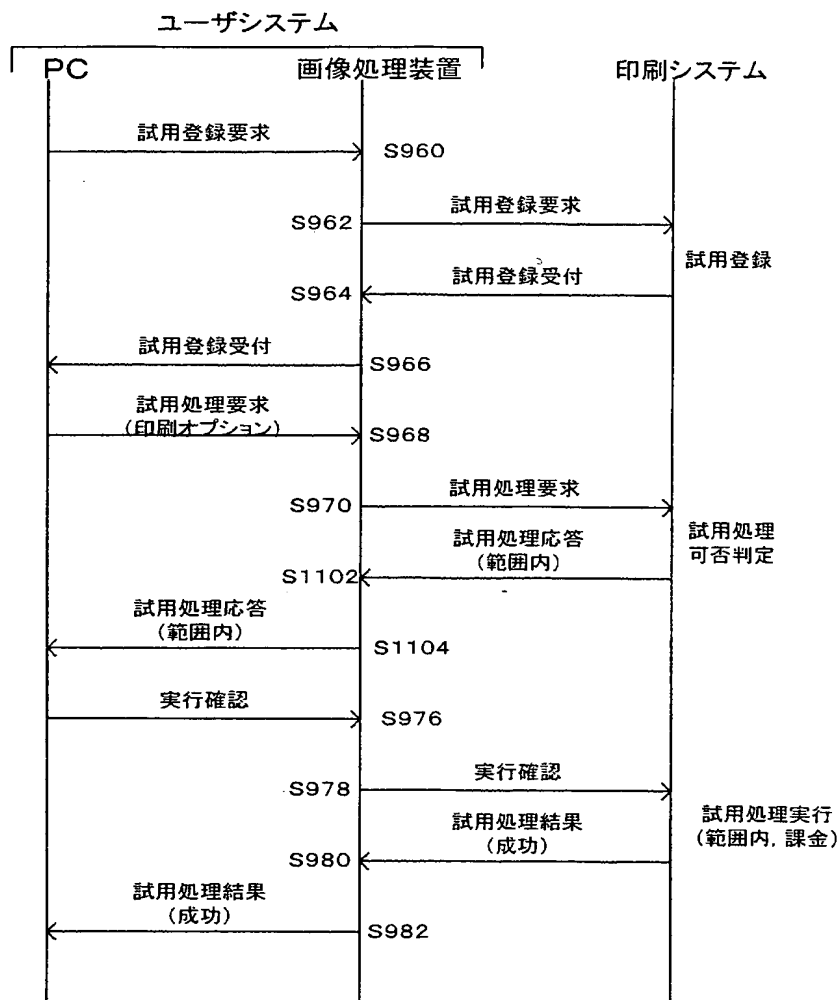 ユーザシステム
PC
画像処理装置
印刷システム
試用登録要求
S960
S962
試用登録要求
試用登録
S964
試用登録受付
試用登録受付
S966
試用処理要求
(印刷オプション)
S968
S970
試用処理要求
試用処理
可否判定
試用処理応答
(範囲内)
S1102
試用処理応答
(範囲内)
S1104
実行確認
S976
S978
実行確認
試用処理実行
(範囲内, 課金)
試用処理結果
(成功)
S980
試用処理結果
(成功)
S982